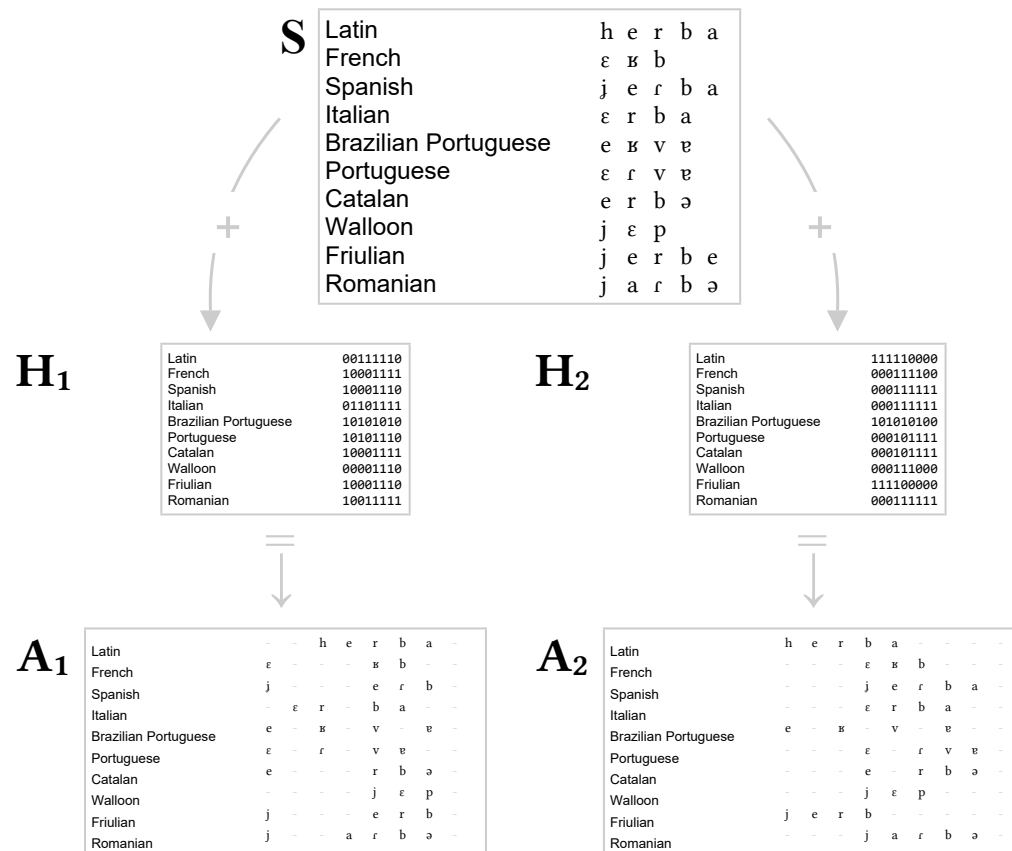 S
Latin h e r b a
French ɛ ʁ b
Spanish ʝ e ɾ b a
Italian ɛ r b a
Brazilian Portuguese e ʁ v ɐ
Portuguese ɛ ɾ v ɐ
Catalan e r b ə
Walloon j ɛ p
Friulian j e r b e
Romanian j a ɾ b ə
+
+
H1
Latin 00111110
French 10001111
Spanish 10001110
Italian 01101111
Brazilian Portuguese 10101010
Portuguese 10101110
Catalan 10001111
Walloon 00001110
Friulian 10001110
Romanian 10011111
H2
Latin 111110000
French 000111100
Spanish 000111111
Italian 000111111
Brazilian Portuguese 101010100
Portuguese 000101111
Catalan 000101111
Walloon 000111000
Friulian 111100000
Romanian 000111111
=
=
A1
Latin - - h e r b a -
French ɛ - - - ʁ b - -
Spanish ʝ - - - e ɾ b -
Italian - ɛ r - b a - -
Brazilian Portuguese e - ʁ - v - ɐ -
Portuguese ɛ - ɾ - v ɐ - -
Catalan e - - - r b ə -
Walloon - - - - j ɛ p -
Friulian j - - - e r b -
Romanian j - - a ɾ b ə -
A2
Latin h e r b a - - - -
French - - - ɛ ʁ b - - -
Spanish - - - ʝ e ɾ b a -
Italian - - - ɛ r b a - -
Brazilian Portuguese e - ʁ - v - ɐ - -
Portuguese - - - ɛ - ɾ v ɐ -
Catalan - - - e - r b ə -
Walloon - - - j ɛ p - - -
Friulian j e r b - - - - -
Romanian - - - j a ɾ b ə -